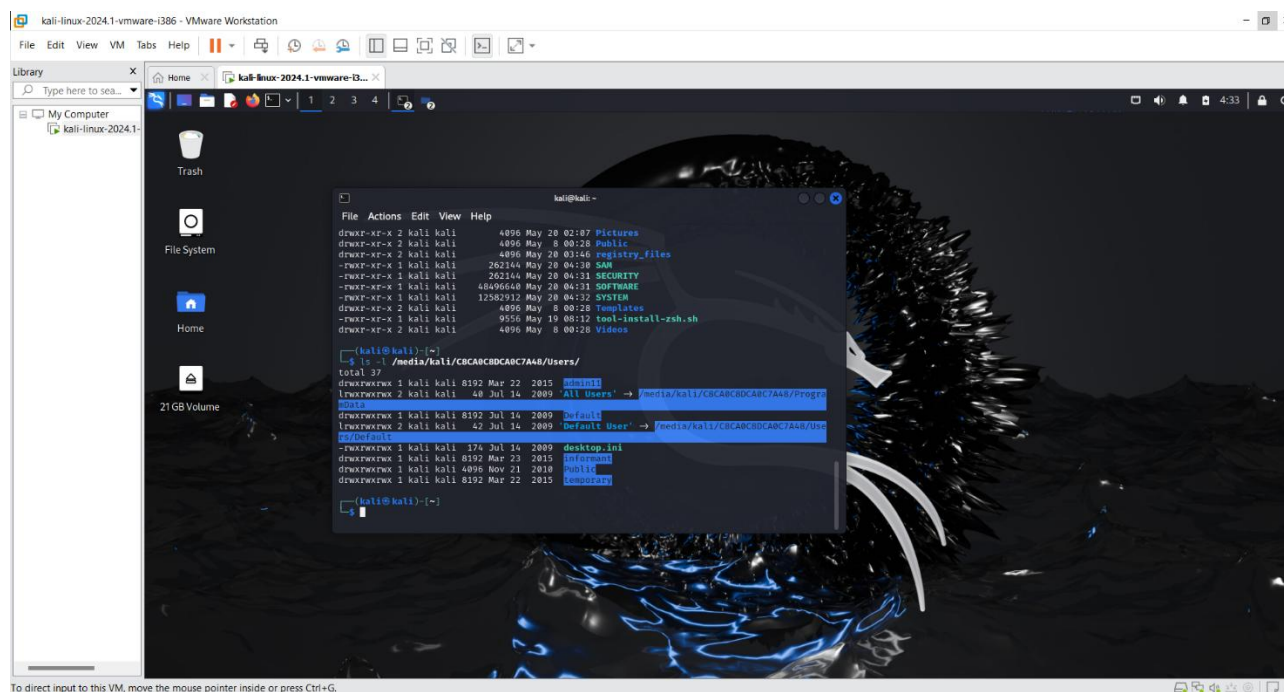 kali-linux-2024.1-vmware-i386 - VMware Workstation
File Edit View VM Tabs Help
Library X
Type here to sea...
My Computer
kali-linux-2024.1-
Home kali-linux-2024.1-vmware-i3...
1 2 3 4 4:33
Trash
File System
Home
21 GB Volume
kali@kali: ~
File Actions Edit View Help
drwxr-xr-x 2 kali kali 4096 May 20 02:07 Pictures
drwxr-xr-x 2 kali kali 4096 May 8 00:28 Public
drwxr-xr-x 2 kali kali 4096 May 20 03:46 registry_files
-rwxr-xr-x 1 kali kali 262144 May 20 04:30 SAM
-rwxr-xr-x 1 kali kali 262144 May 20 04:31 SECURITY
-rwxr-xr-x 1 kali kali 48496640 May 20 04:31 SOFTWARE
-rwxr-xr-x 1 kali kali 12582912 May 20 04:32 SYSTEM
drwxr-xr-x 2 kali kali 4096 May 8 00:28 Templates
-rwxr-xr-x 1 kali kali 9556 May 19 08:12 tool-install-zsh.sh
drwxr-xr-x 2 kali kali 4096 May 8 00:28 Videos
(kali㉿kali)-[~]
$ ls -l /media/kali/C8CA0C8DCA0C7A48/Users/
total 37
drwxrwxrwx 1 kali kali 8192 Mar 22 2015 admin11
lrwxrwxrwx 2 kali kali 40 Jul 14 2009 'All Users' → /media/kali/C8CA0C8DCA0C7A48/Progra
mData
drwxrwxrwx 1 kali kali 8192 Jul 14 2009 Default
lrwxrwxrwx 2 kali kali 42 Jul 14 2009 'Default User' → /media/kali/C8CA0C8DCA0C7A48/Use
rs/Default
-rwxrwxrwx 1 kali kali 174 Jul 14 2009 desktop.ini
drwxrwxrwx 1 kali kali 8192 Mar 23 2015 informant
drwxrwxrwx 1 kali kali 4096 Nov 21 2010 Public
drwxrwxrwx 1 kali kali 8192 Mar 22 2015 temporary
(kali㉿kali)-[~]
$
To direct input to this VM, move the mouse pointer inside or press Ctrl+G.